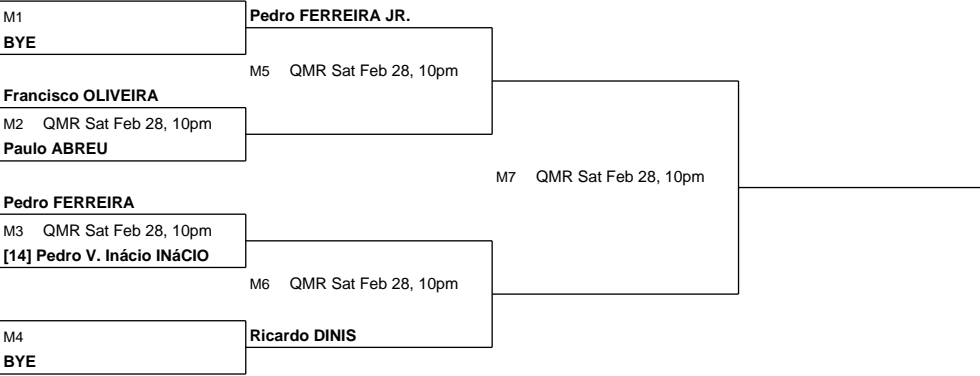 Pedro FERREIRA JR.
M1
BYE
M5 QMR Sat Feb 28, 10pm
Francisco OLIVEIRA
M2 QMR Sat Feb 28, 10pm
Paulo ABREU
M7 QMR Sat Feb 28, 10pm
Pedro FERREIRA
M3 QMR Sat Feb 28, 10pm
[14] Pedro V. Inácio INáCIO
M6 QMR Sat Feb 28, 10pm
M4
Ricardo DINIS
BYE